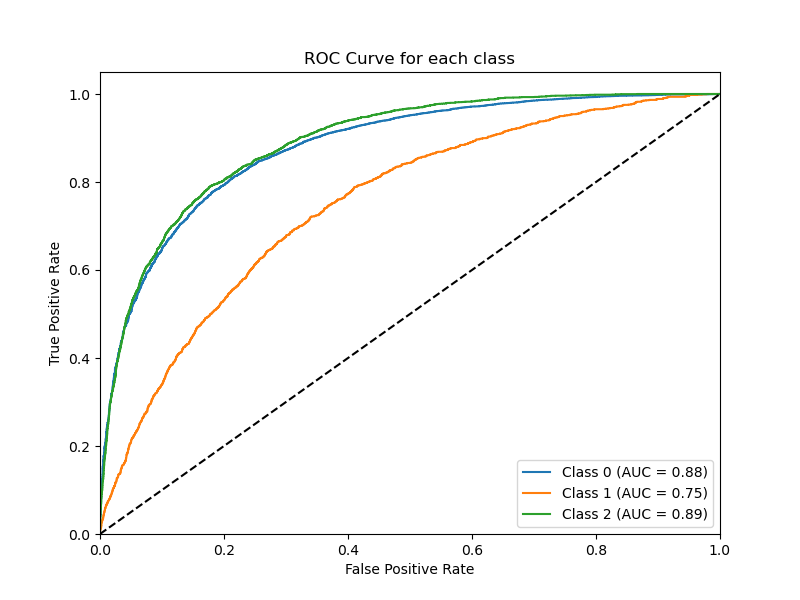 ROC Curve for each class
True Positive Rate
1.0
0.8
0.6
0.4
0.2
0.0
0.0 0.2 0.4 0.6 0.8 1.0
False Positive Rate
Class 0 (AUC = 0.88)
Class 1 (AUC = 0.75)
Class 2 (AUC = 0.89)